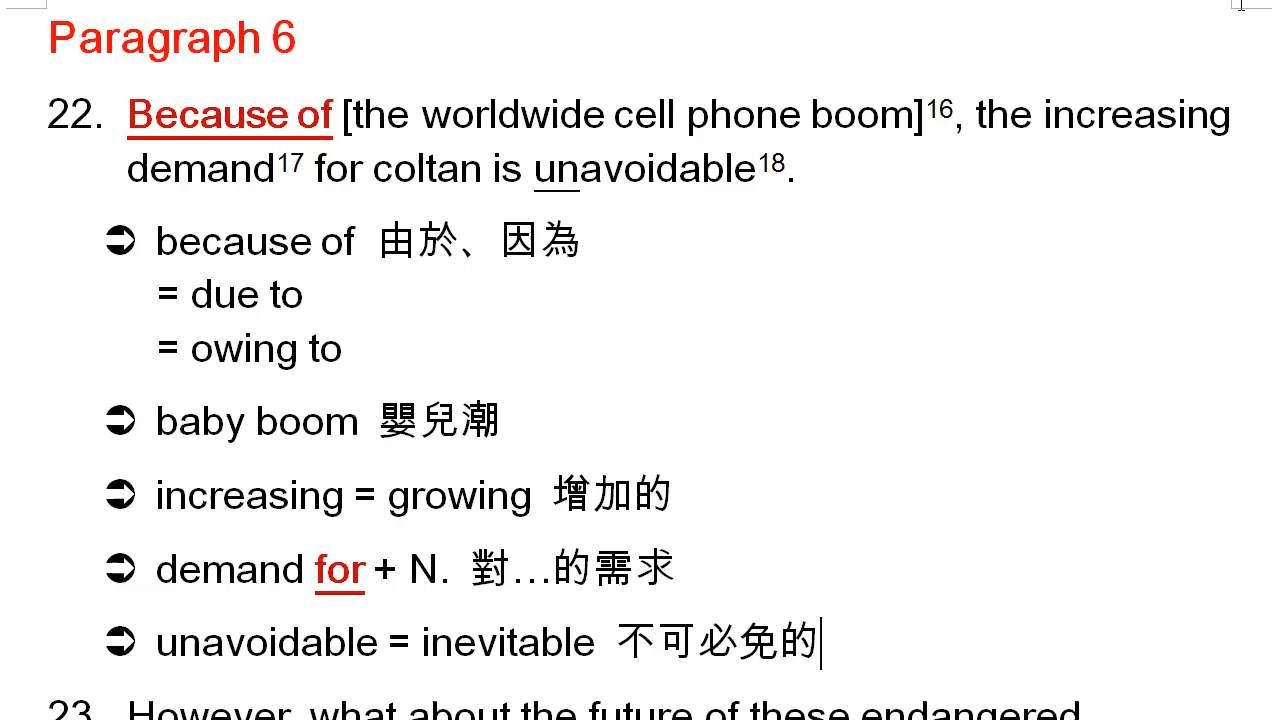 Paragraph 6
22. Because of [the worldwide cell phone boom]16, the increasing
demand17 for coltan is unavoidable18.
➲ because of 由於、因為
= due to
= owing to
➲ baby boom 嬰兒潮
➲ increasing = growing 增加的
➲ demand for + N. 對…的需求
➲ unavoidable = inevitable 不可必免的
23. However, what about the future of these endangered